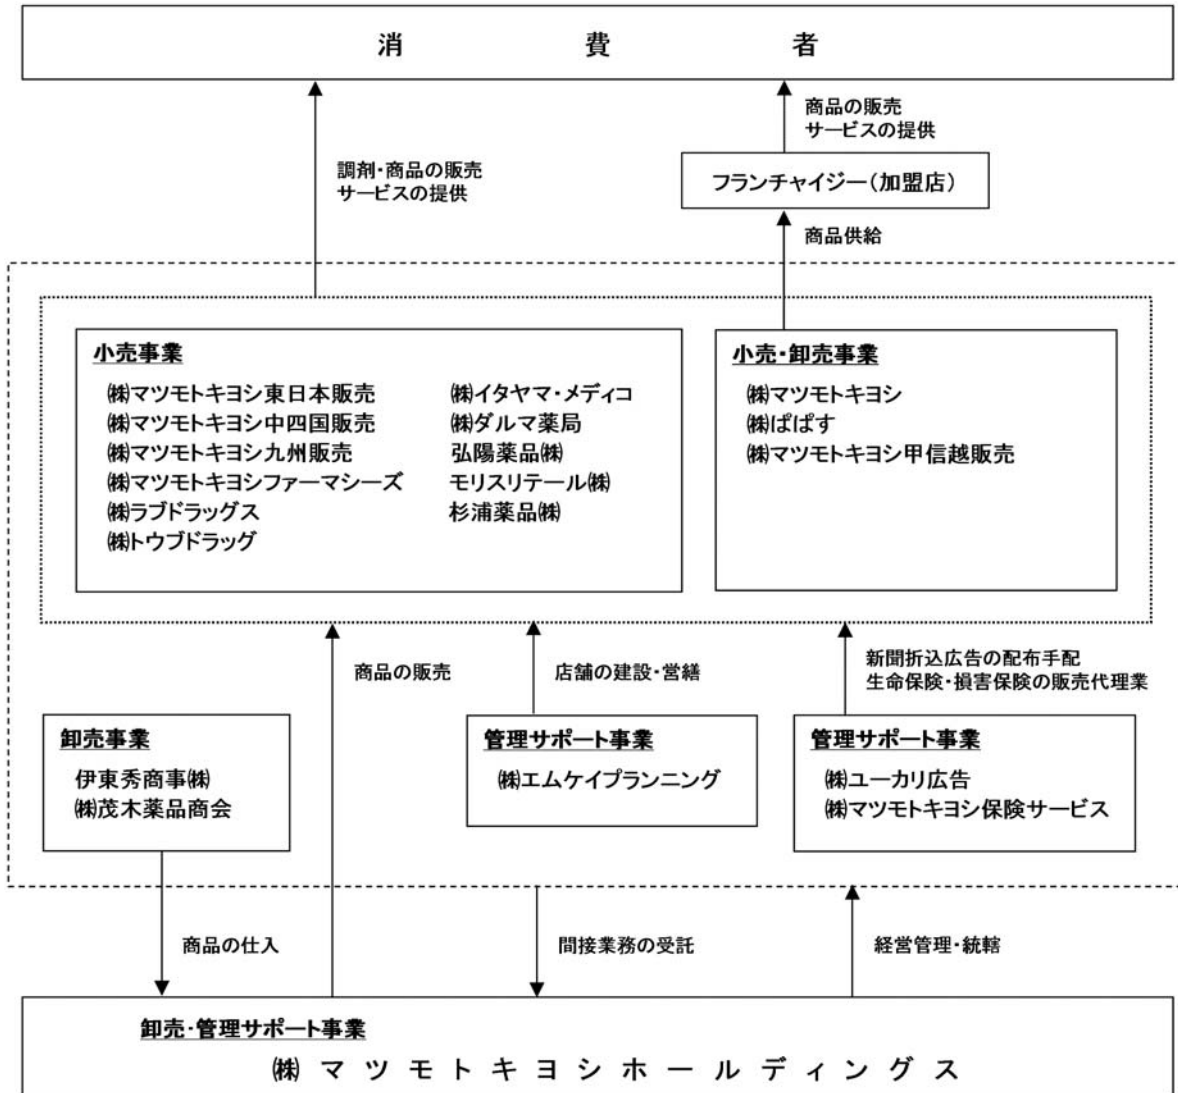 消費者
商品の販売
サービスの提供
調剤・商品の販売
サービスの提供
フランチャイジー(加盟店)
商品供給
小売事業
㈱マツモトキヨシ東日本販売
㈱マツモトキヨシ中四国販売
㈱マツモトキヨシ九州販売
㈱マツモトキヨシファーマシーズ
㈱ラブドラッグス
㈱トウブドラッグ
㈱イタヤマ・メディコ
㈱ダルマ薬局
弘陽薬品㈱
モリスリテール㈱
杉浦薬品㈱
小売・卸売事業
㈱マツモトキヨシ
㈱ぱぱす
㈱マツモトキヨシ甲信越販売
商品の販売
店舗の建設・営繕
新聞折込広告の配布手配
生命保険・損害保険の販売代理業
卸売事業
伊東秀商事㈱
㈱茂木薬品商会
管理サポート事業
㈱エムケイプランニング
管理サポート事業
㈱ユーカリ広告
㈱マツモトキヨシ保険サービス
商品の仕入
間接業務の受託
経営管理・統轄
卸売・管理サポート事業
㈱マツモトキヨシホールディングス